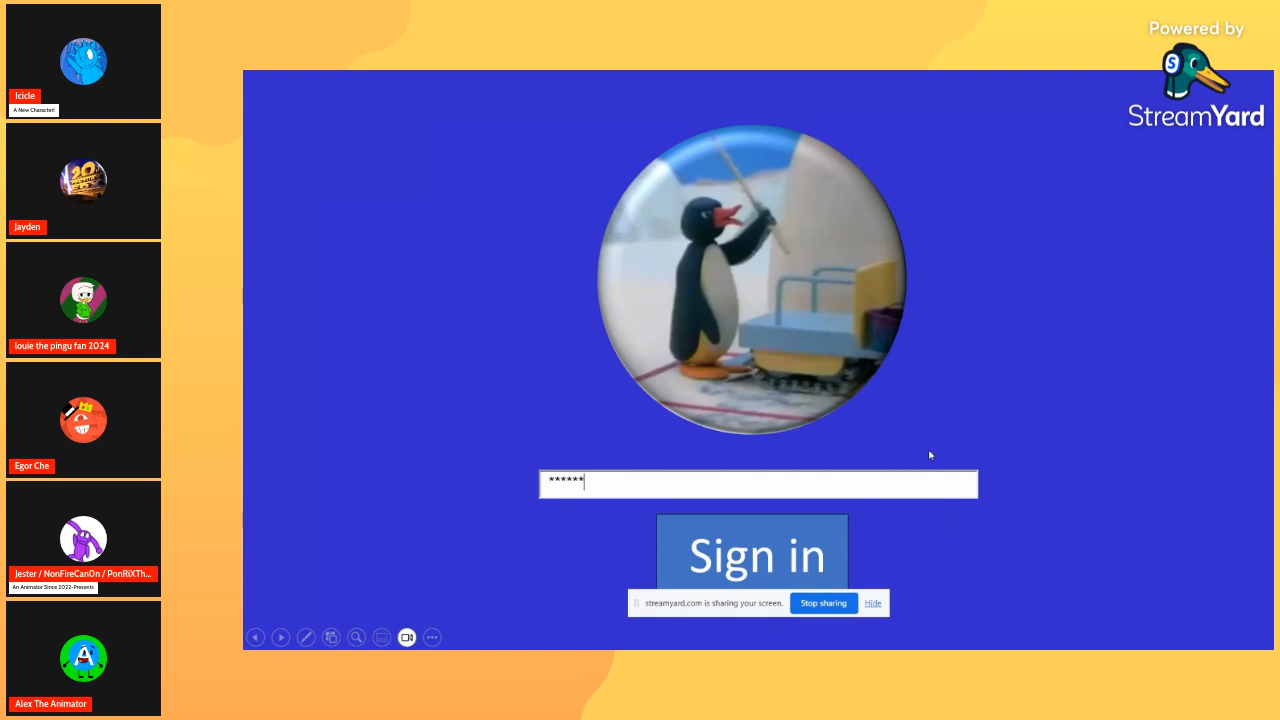 Icicle
A New Character!
Jayden
louie the pingu fan 2024
Egor Che
Jester / NonFireCanOn / PonRiXTh...
An Animator Since 2022-Presents
Alex The Animator
Powered by
S
StreamYard
******
Sign in
streamyard.com is sharing your screen.
Stop sharing
Hide
20
A